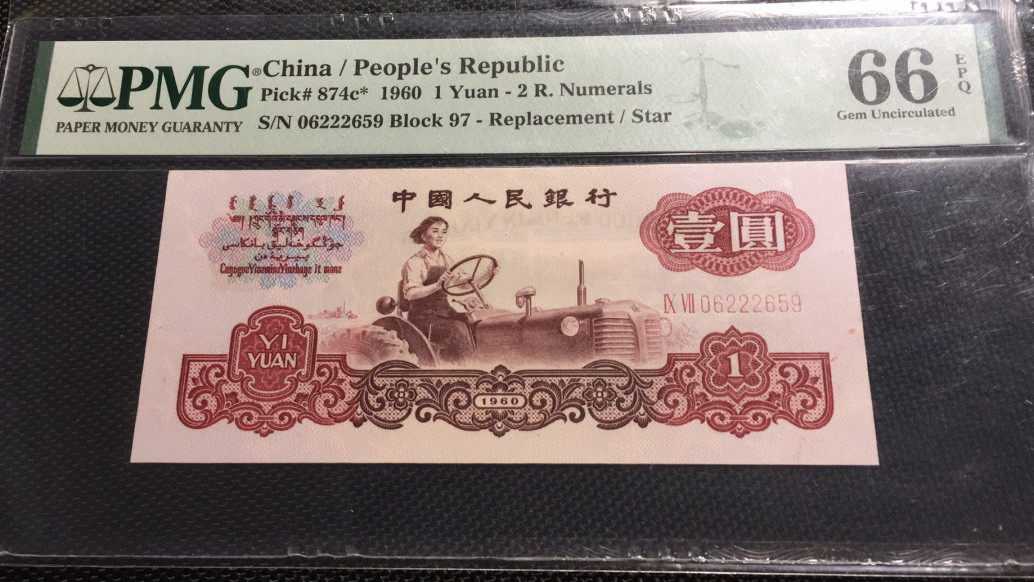 PMG®
PAPER MONEY GUARANTY
China / People's Republic
Pick# 874c* 1960 1 Yuan - 2 R. Numerals
S/N 06222659 Block 97 - Replacement / Star
66
EPQ
Gem Uncirculated
中國人民銀行
壹圓
IX VII 06222659
YI
YUAN
1
1960